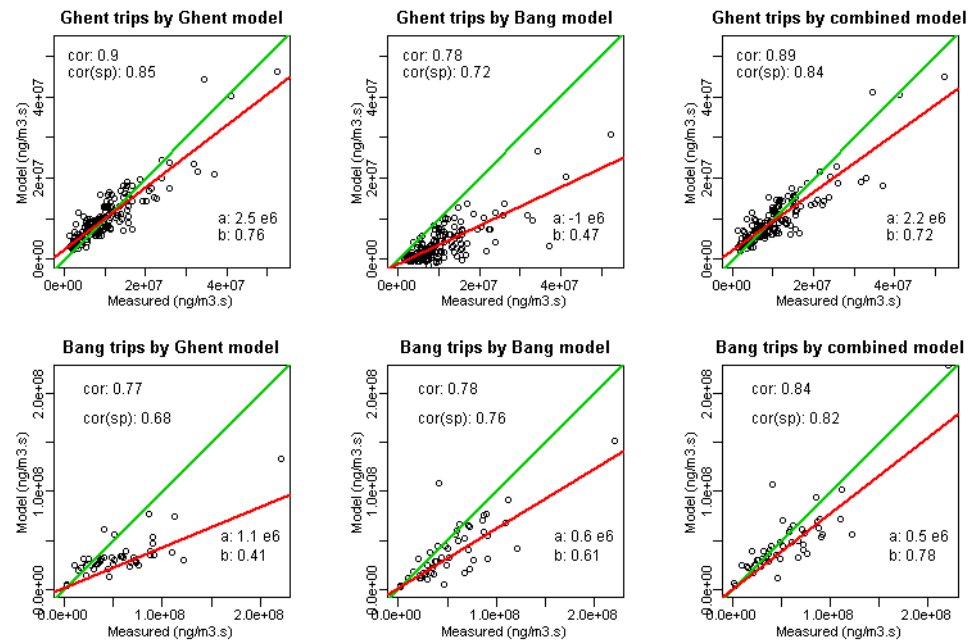 Ghent trips by Ghent model
cor: 0.9
cor(sp): 0.85
a: 2.5 e6
b: 0.76
Model (ng/m3.s)
0e+00
2e+07
4e+07
0e+00
2e+07
4e+07
Measured (ng/m3.s)
Ghent trips by Bang model
cor: 0.78
cor(sp): 0.72
a: -1 e6
b: 0.47
Model (ng/m3.s)
0e+00
2e+07
4e+07
0e+00
2e+07
4e+07
Measured (ng/m3.s)
Ghent trips by combined model
cor: 0.89
cor(sp): 0.84
a: 2.2 e6
b: 0.72
Model (ng/m3.s)
0e+00
2e+07
4e+07
0e+00
2e+07
4e+07
Measured (ng/m3.s)
Bang trips by Ghent model
cor: 0.77
cor(sp): 0.68
a: 1.1 e6
b: 0.41
Model (ng/m3.s)
0.0e+00
1.0e+08
2.0e+08
0.0e+00
1.0e+08
2.0e+08
Measured (ng/m3.s)
Bang trips by Bang model
cor: 0.78
cor(sp): 0.76
a: 0.6 e6
b: 0.61
Model (ng/m3.s)
0.0e+00
1.0e+08
2.0e+08
0.0e+00
1.0e+08
2.0e+08
Measured (ng/m3.s)
Bang trips by combined model
cor: 0.84
cor(sp): 0.82
a: 0.5 e6
b: 0.78
Model (ng/m3.s)
0.0e+00
1.0e+08
2.0e+08
0.0e+00
1.0e+08
2.0e+08
Measured (ng/m3.s)